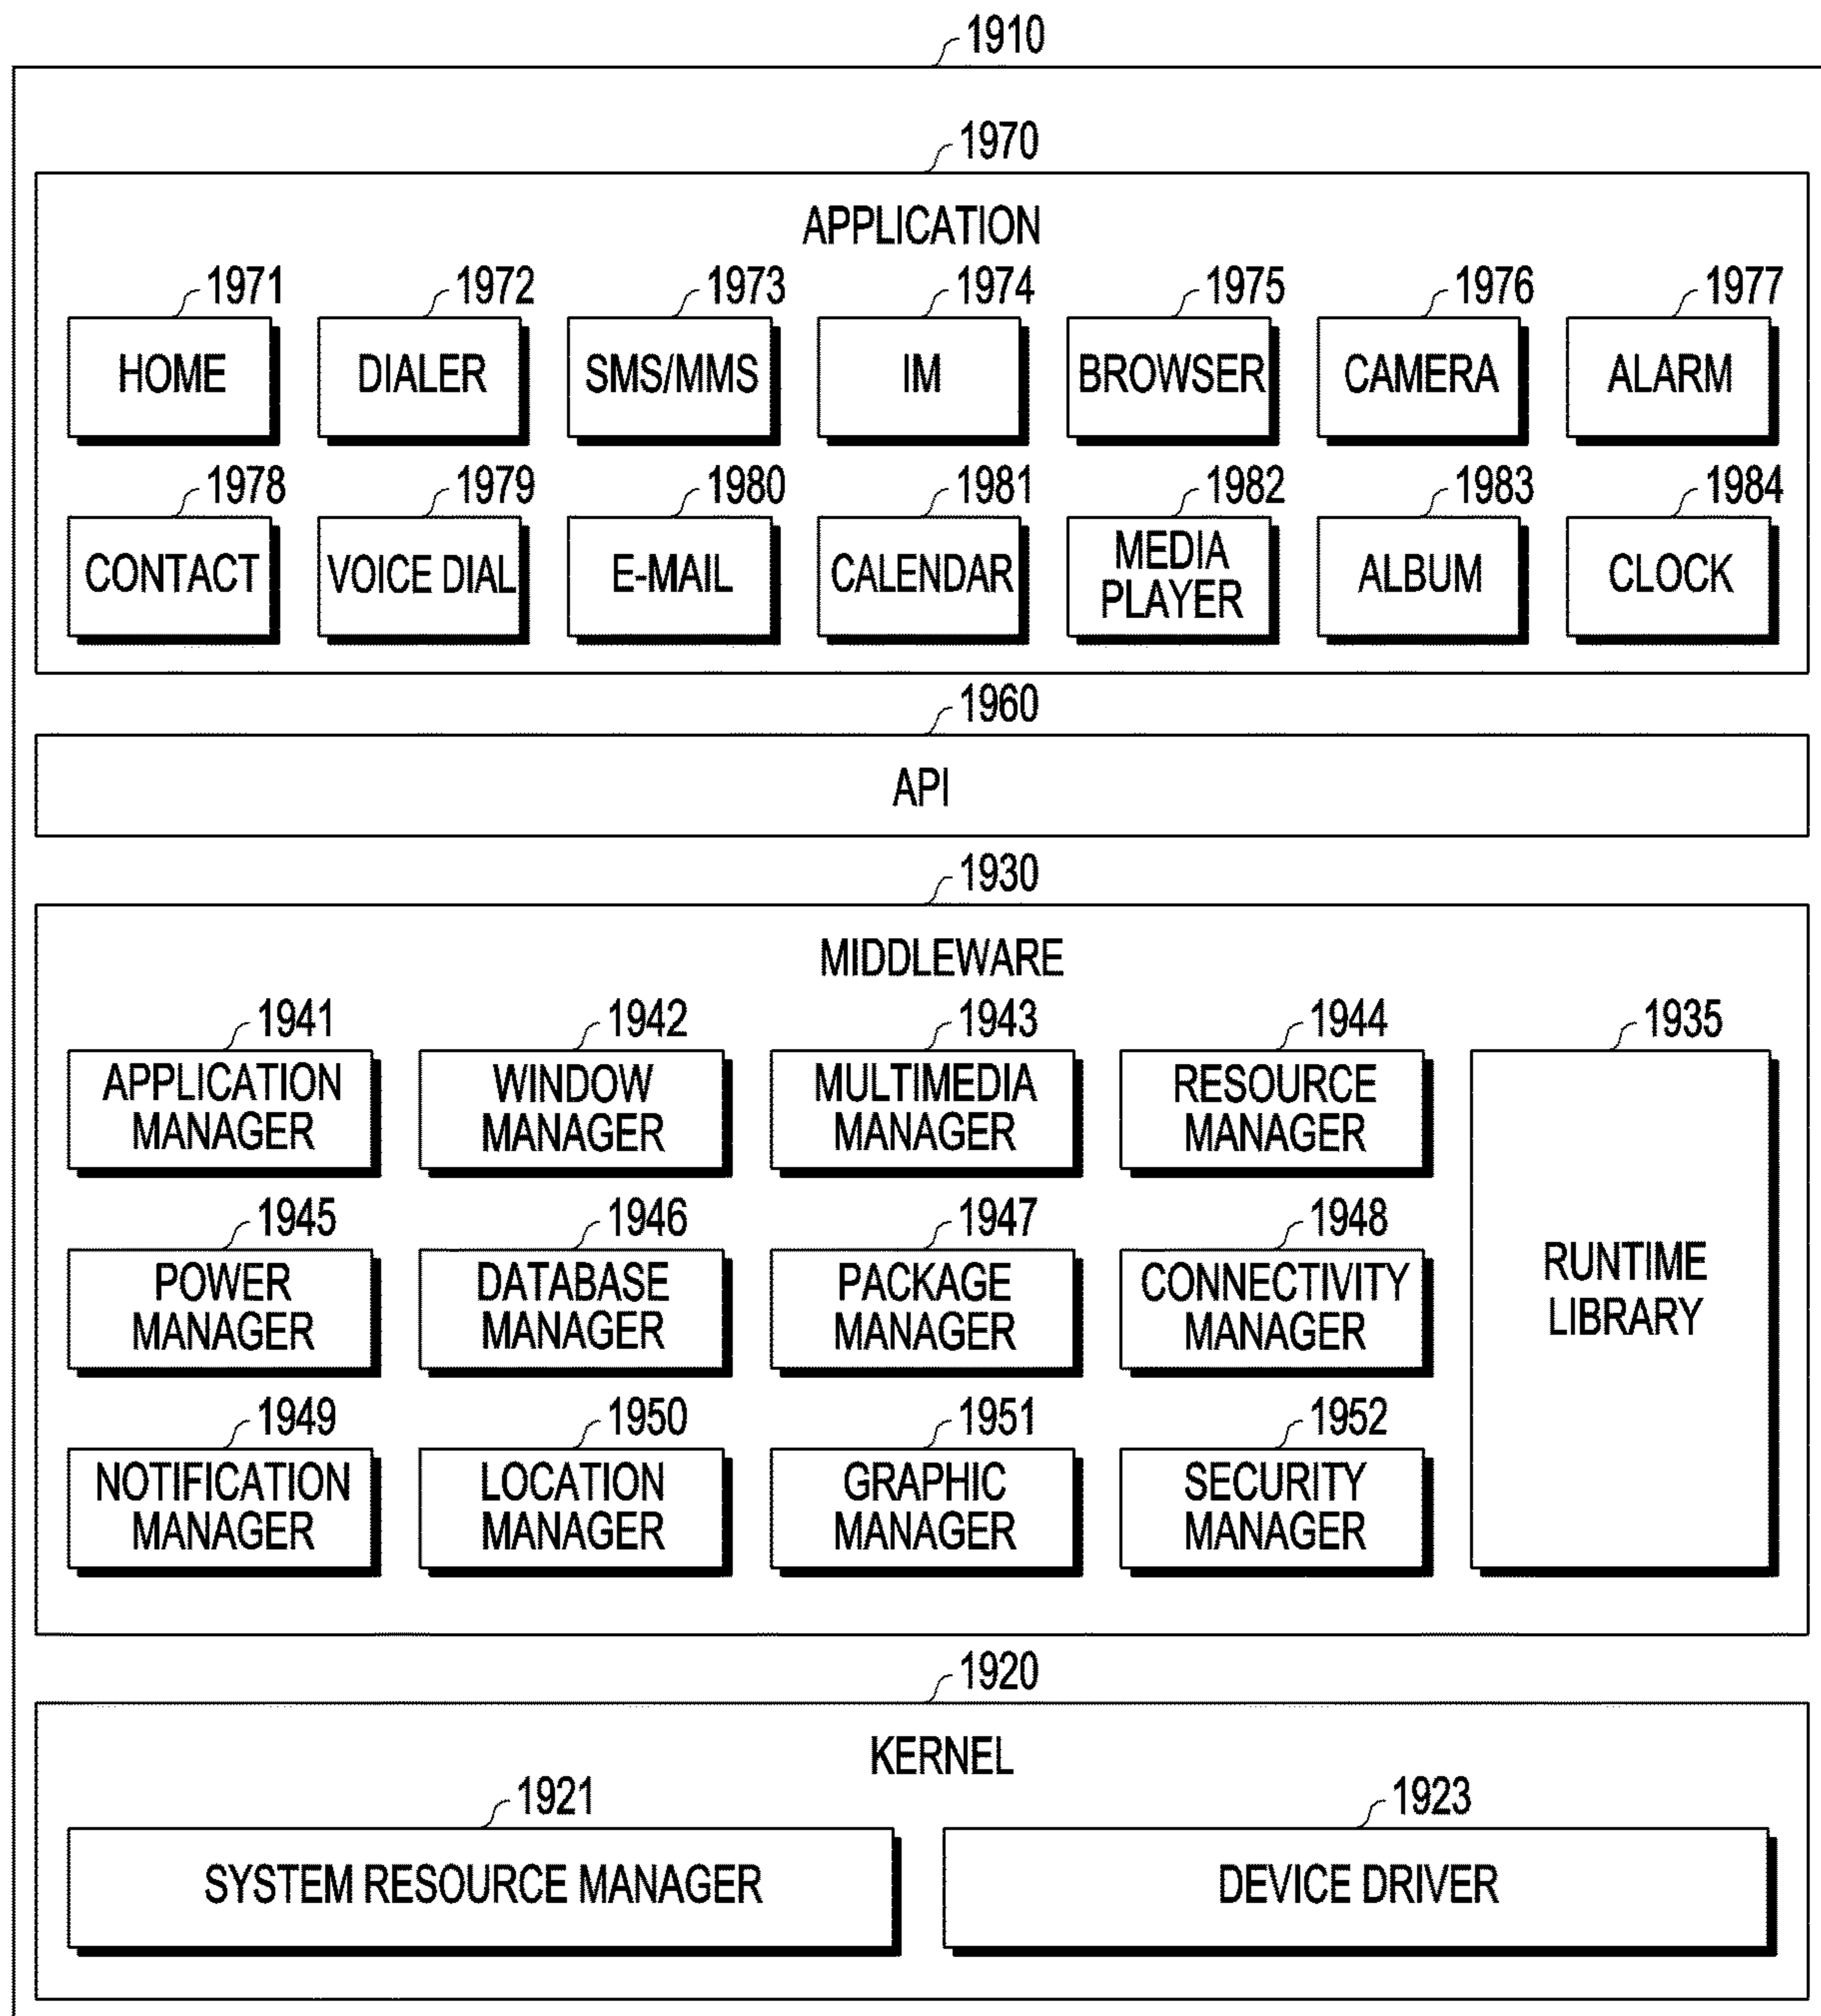 1910
1970
APPLICATION
1971 1972 1973 1974 1975 1976 1977
HOME DIALER SMS/MMS IM BROWSER CAMERA ALARM
1978 1979 1980 1981 1982 1983 1984
CONTACT VOICE DIAL E-MAIL CALENDAR MEDIA PLAYER ALBUM CLOCK
1960
API
1930
MIDDLEWARE
1941 1942 1943 1944 1935
APPLICATION MANAGER WINDOW MANAGER MULTIMEDIA MANAGER RESOURCE MANAGER
1945 1946 1947 1948
POWER MANAGER DATABASE MANAGER PACKAGE MANAGER CONNECTIVITY MANAGER RUNTIME LIBRARY
1949 1950 1951 1952
NOTIFICATION MANAGER LOCATION MANAGER GRAPHIC MANAGER SECURITY MANAGER
1920
KERNEL
1921 1923
SYSTEM RESOURCE MANAGER DEVICE DRIVER